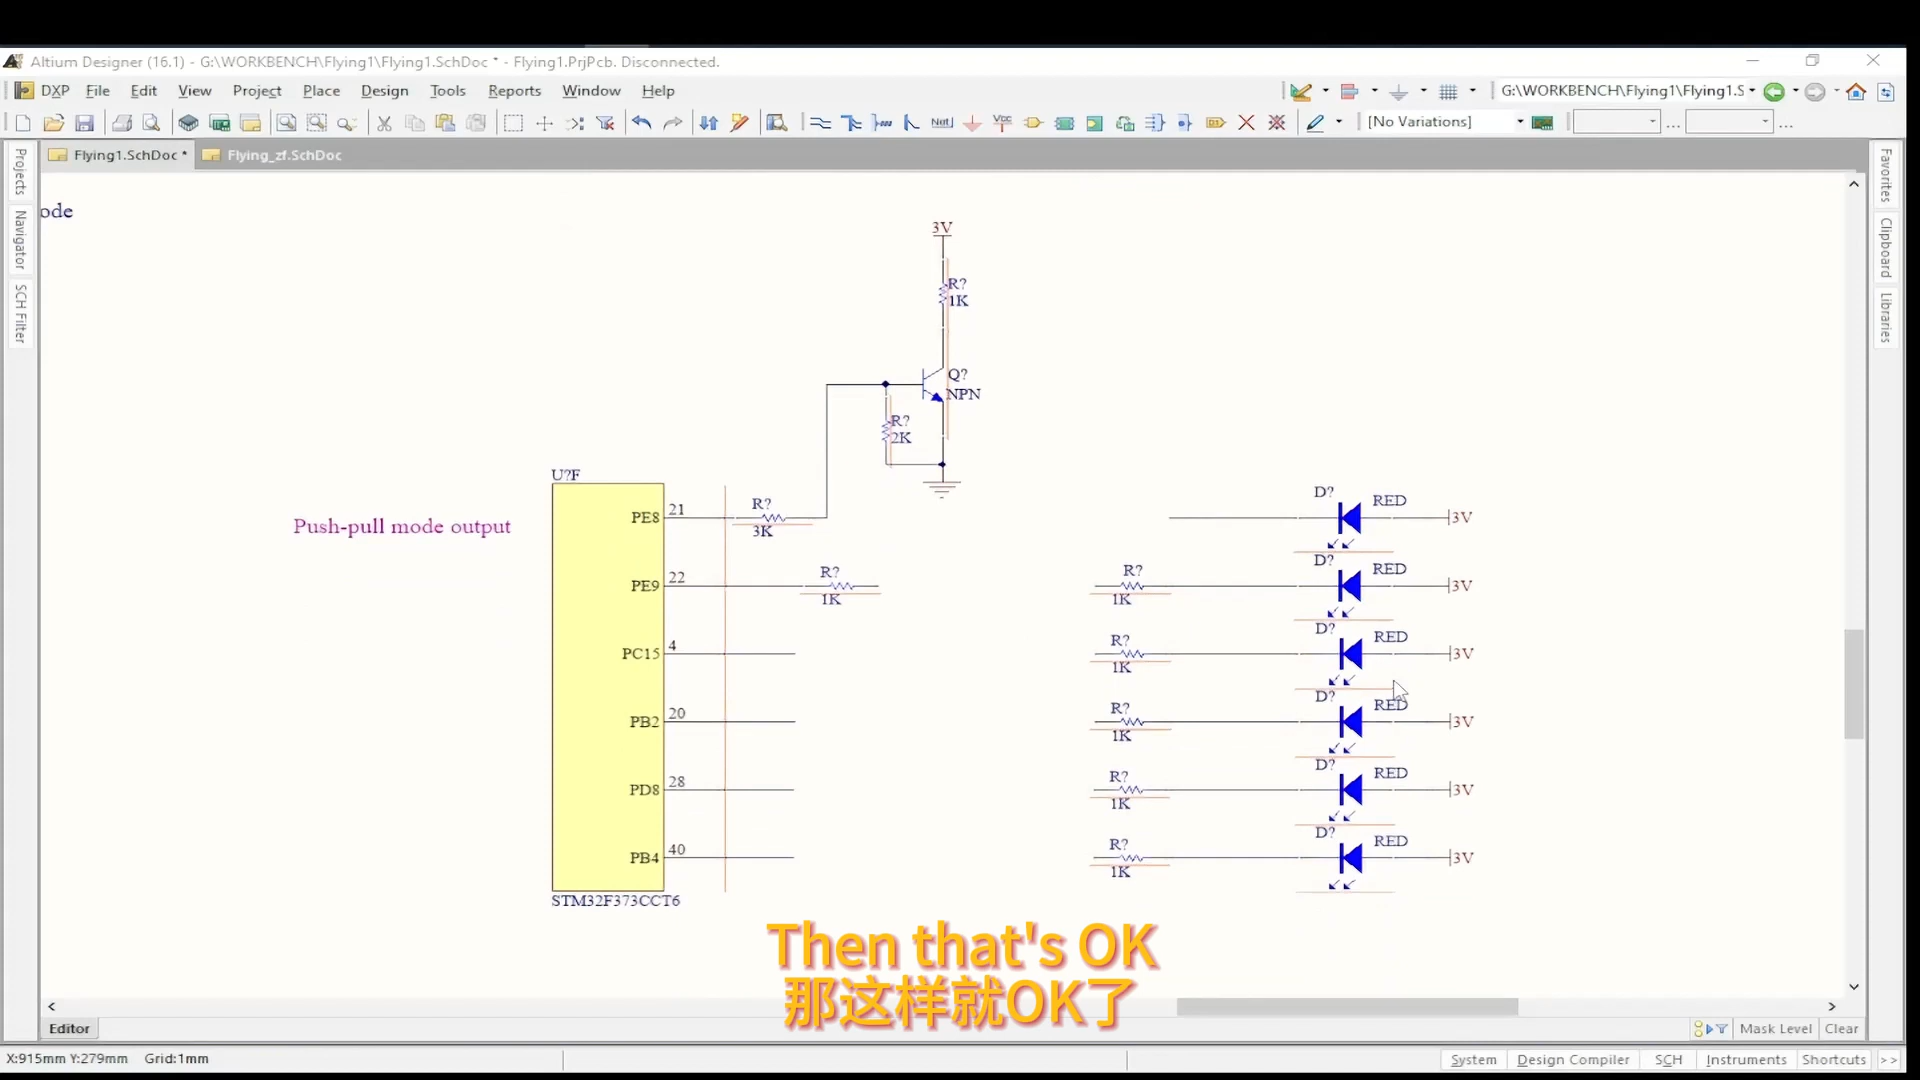 Altium Designer (16.1) - G:\WORKBENCH\Flying1\Flying1.SchDoc * - Flying1.PrjPcb. Disconnected.
DXP File Edit View Project Place Design Tools Reports Window Help
G:\WORKBENCH\Flying1\Flying1.S
[No Variations]
Flying1.SchDoc *
Flying_zf.SchDoc
Projects
Navigator
SCH Filter
Favorites
Clipboard
Libraries
ode
3V
R?
1K
Q?
NPN
R?
2K
U?F
Push-pull mode output
PE8 21
R?
3K
D? RED
3V
PE9 22
R?
1K
R?
1K
D? RED
3V
PC15 4
R?
1K
D? RED
3V
PB2 20
R?
1K
D? RED
3V
PD8 28
R?
1K
D? RED
3V
PB4 40
R?
1K
D? RED
3V
STM32F373CCT6
Then that's OK
那这样就OK了
Editor
Mask Level Clear
X:915mm Y:279mm Grid:1mm
System Design Compiler SCH Instruments Shortcuts >>